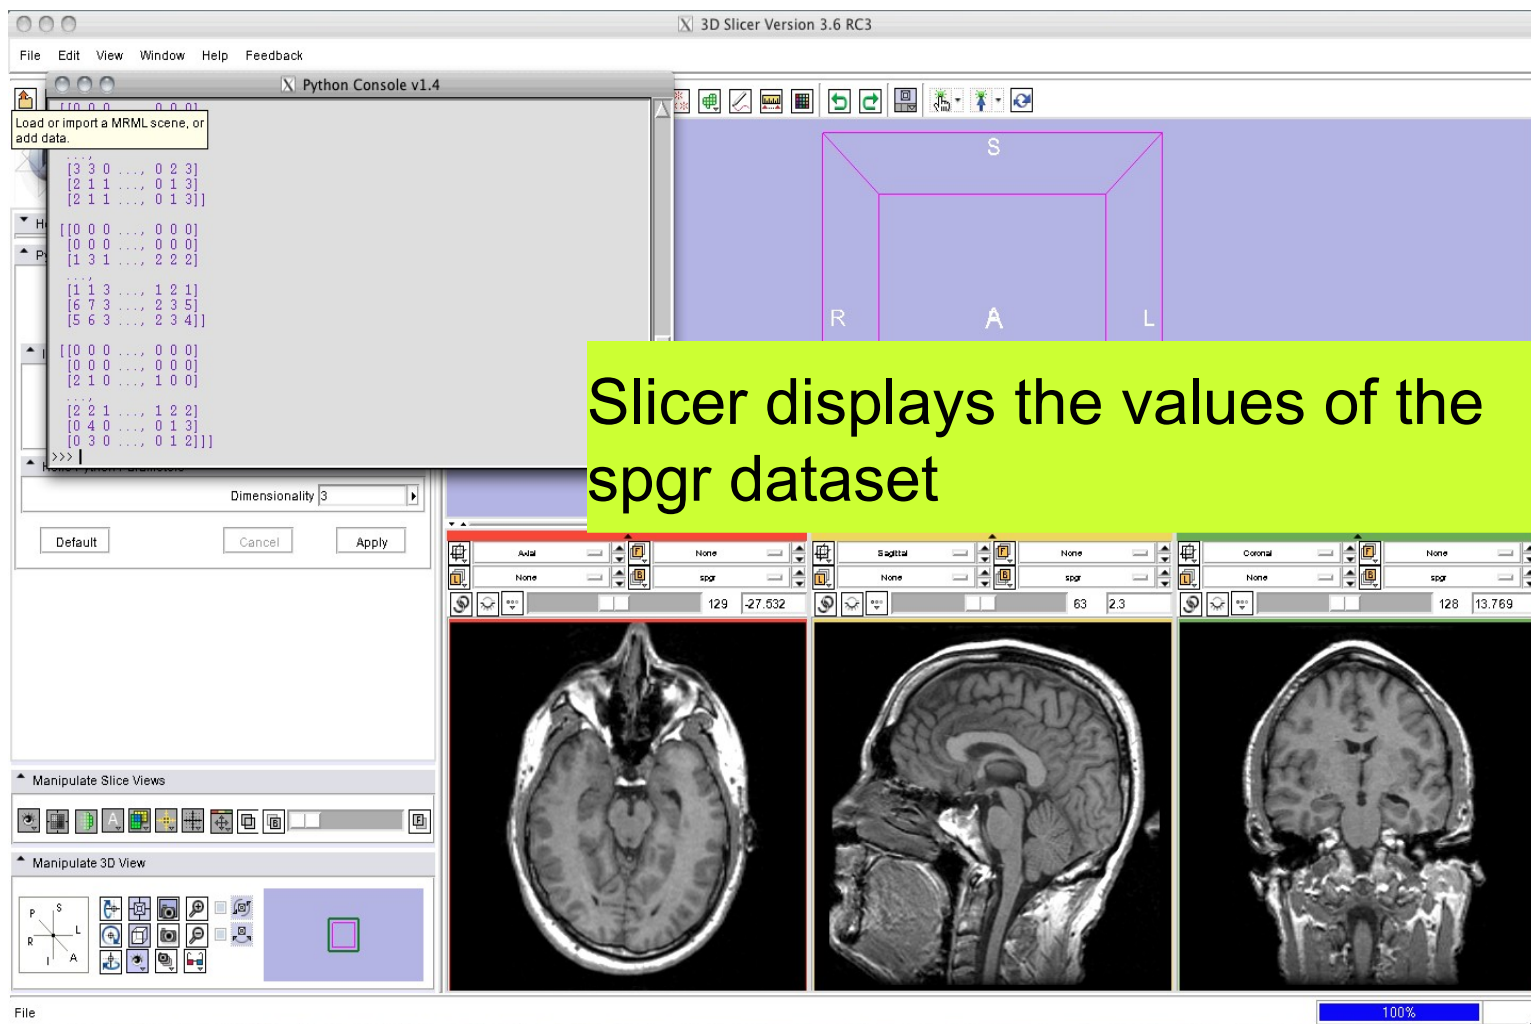 3D Slicer Version 3.6 RC3
File Edit View Window Help Feedback
Python Console v1.4
Load or import a MRML scene, or
add data.
...,
[3 3 0 ..., 0 2 3]
[2 1 1 ..., 0 1 3]
[2 1 1 ..., 0 1 3]]
[[0 0 0 ..., 0 0 0]
[0 0 0 ..., 0 0 0]
[1 3 1 ..., 2 2 2]
...,
[1 1 3 ..., 1 2 1]
[6 7 3 ..., 2 3 5]
[5 6 3 ..., 2 3 4]]
[[0 0 0 ..., 0 0 0]
[0 0 0 ..., 0 0 0]
[2 1 0 ..., 1 0 0]
...,
[2 2 1 ..., 1 2 2]
[0 4 0 ..., 0 1 3]
[0 3 0 ..., 0 1 2]]]
>>>
S
R A L
Slicer displays the values of the
spgr dataset
Dimensionality 3
Default Cancel Apply
Axial None Sagittal None Coronal None
None spgr None spgr None spgr
129 -27.532 63 2.3 128 13.769
Manipulate Slice Views
Manipulate 3D View
P S
R L
I A
File
100%